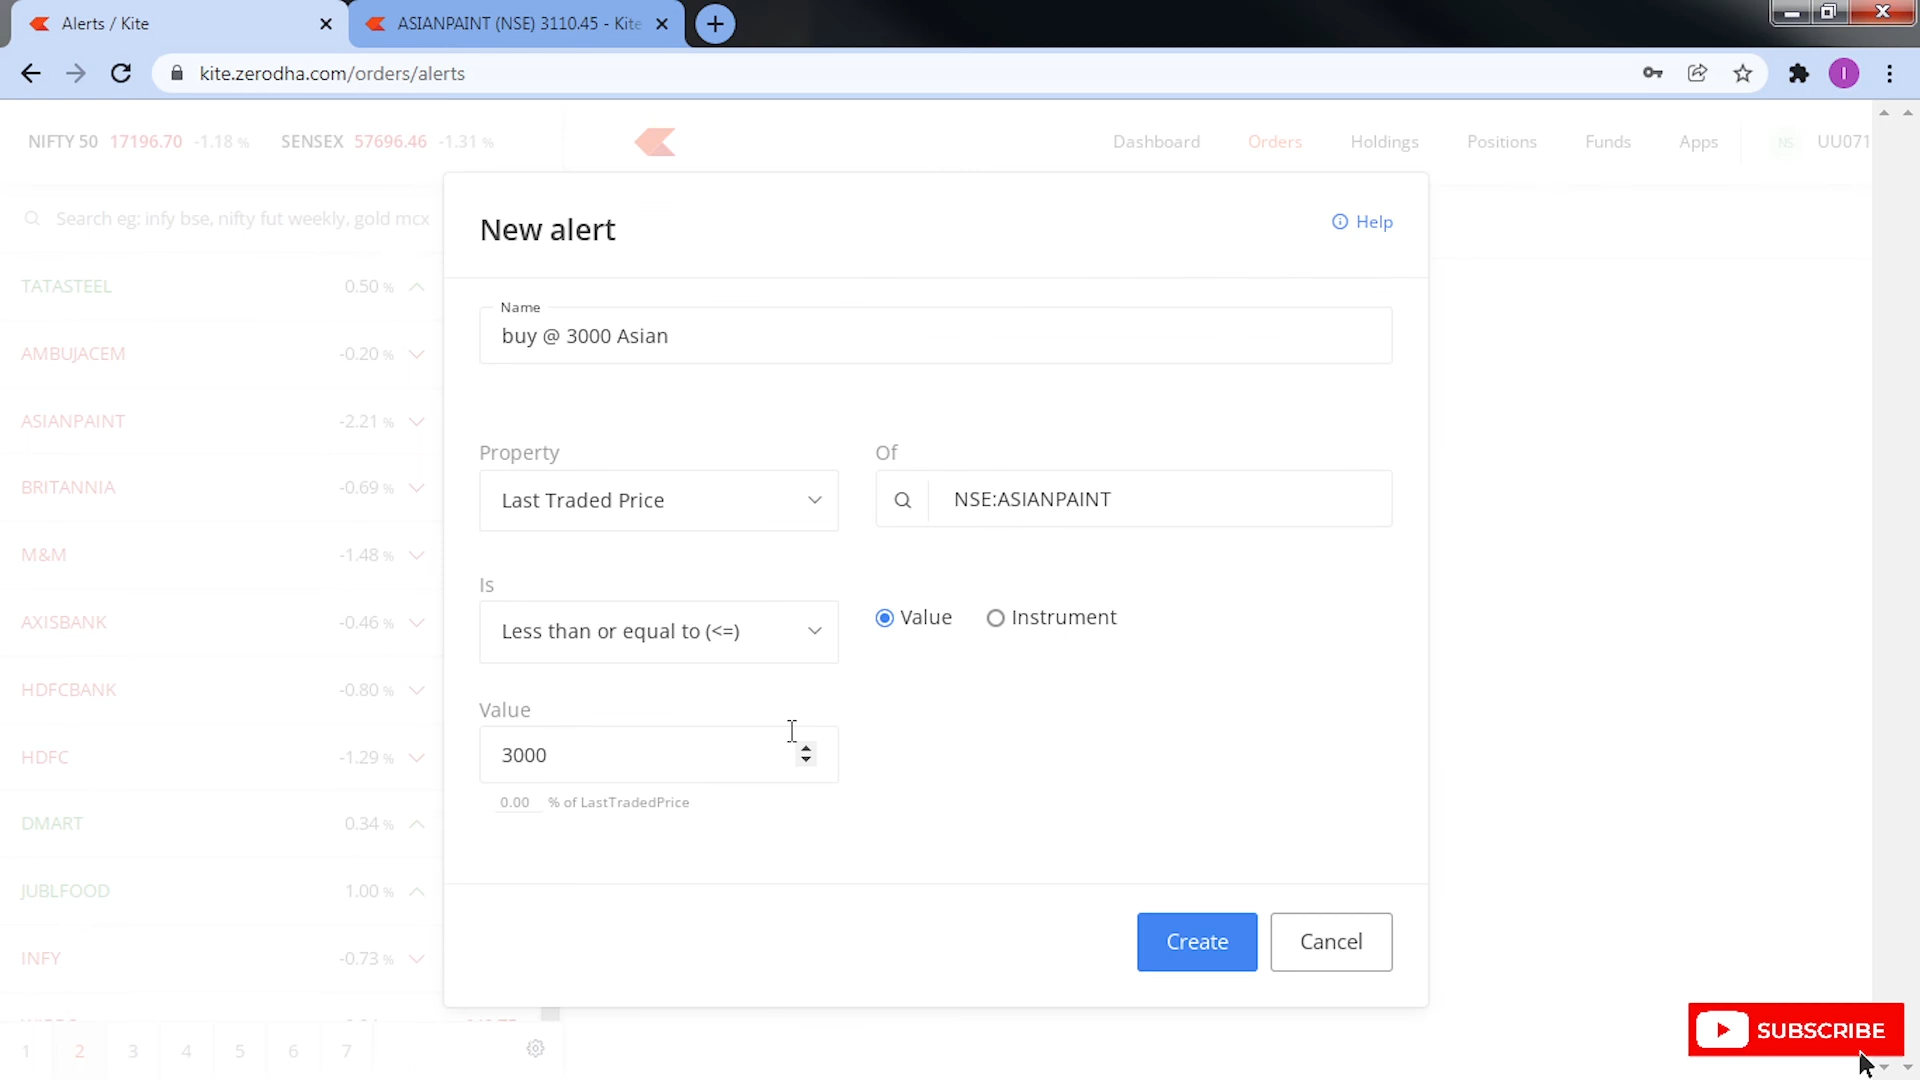 Alerts / Kite
ASIANPAINT (NSE) 3110.45 - Kite
kite.zerodha.com/orders/alerts
I
NIFTY 50 17196.70 -1.18 %
SENSEX 57696.46 -1.31 %
Dashboard
Orders
Holdings
Positions
Funds
Apps
NS
UU071
Search eg: infy bse, nifty fut weekly, gold mcx
TATASTEEL 0.50 %
AMBUJACEM -0.20 %
ASIANPAINT -2.21 %
BRITANNIA -0.69 %
M&M -1.48 %
AXISBANK -0.46 %
HDFCBANK -0.80 %
HDFC -1.29 %
DMART 0.34 %
JUBLFOOD 1.00 %
INFY -0.73 %
1 2 3 4 5 6 7
New alert
Help
Name
buy @ 3000 Asian
Property
Last Traded Price
Of
NSE:ASIANPAINT
Is
Less than or equal to (<=)
Value
Instrument
Value
3000
0.00 % of LastTradedPrice
Create
Cancel
SUBSCRIBE